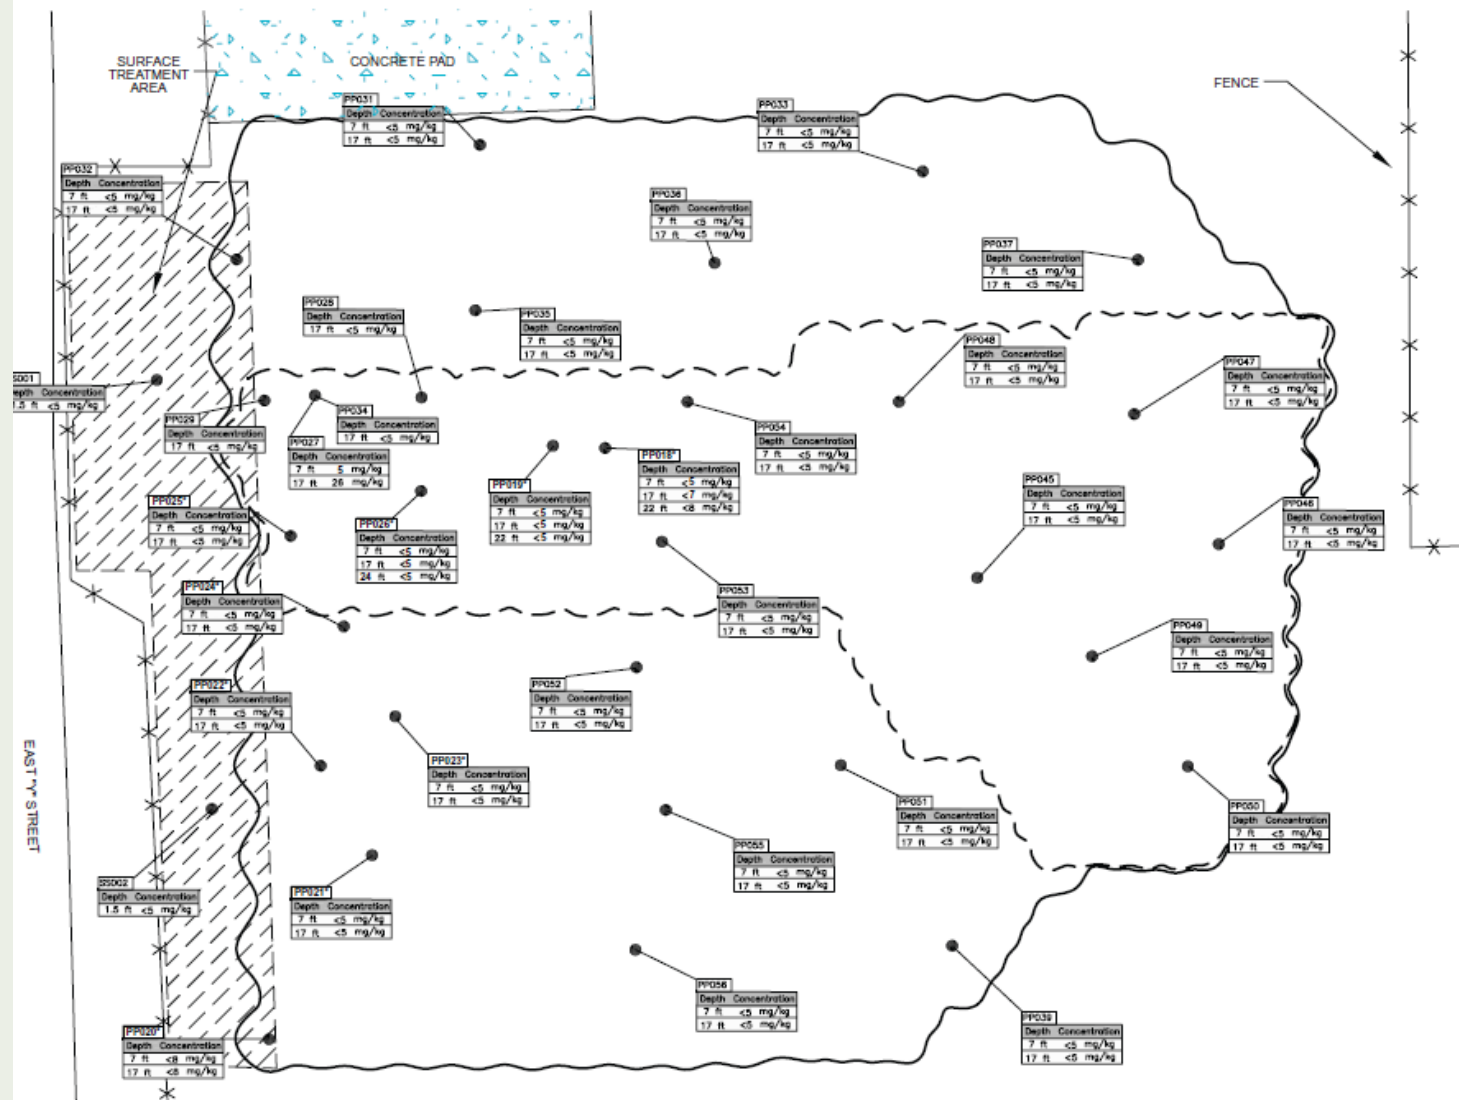 SURFACE
TREATMENT
AREA
CONCRETE PAD
FENCE
PP031
Depth Concentration
7 ft <5 mg/kg
17 ft <5 mg/kg
PP033
Depth Concentration
7 ft <5 mg/kg
17 ft <5 mg/kg
PP032
Depth Concentration
7 ft <5 mg/kg
17 ft <5 mg/kg
PP036
Depth Concentration
7 ft <5 mg/kg
17 ft <5 mg/kg
PP037
Depth Concentration
7 ft <5 mg/kg
17 ft <5 mg/kg
PP028
Depth Concentration
17 ft <5 mg/kg
PP035
Depth Concentration
7 ft <5 mg/kg
17 ft <5 mg/kg
PP048
Depth Concentration
7 ft <5 mg/kg
17 ft <5 mg/kg
PP047
Depth Concentration
7 ft <5 mg/kg
17 ft <5 mg/kg
S001
epth Concentration
1.5 ft <5 mg/kg
PP029
Depth Concentration
17 ft <5 mg/kg
PP034
Depth Concentration
17 ft <5 mg/kg
PP027
Depth Concentration
7 ft 5 mg/kg
17 ft 26 mg/kg
PP054
Depth Concentration
7 ft <5 mg/kg
17 ft <5 mg/kg
PP018*
Depth Concentration
7 ft <5 mg/kg
17 ft <7 mg/kg
22 ft <8 mg/kg
PP019*
Depth Concentration
7 ft <5 mg/kg
17 ft <5 mg/kg
22 ft <5 mg/kg
PP045
Depth Concentration
7 ft <5 mg/kg
17 ft <5 mg/kg
PP046
Depth Concentration
7 ft <5 mg/kg
17 ft <5 mg/kg
PP025*
Depth Concentration
7 ft <5 mg/kg
17 ft <5 mg/kg
PP026*
Depth Concentration
7 ft <5 mg/kg
17 ft <5 mg/kg
24 ft <5 mg/kg
PP024*
Depth Concentration
7 ft <5 mg/kg
17 ft <5 mg/kg
PP053
Depth Concentration
7 ft <5 mg/kg
17 ft <5 mg/kg
PP049
Depth Concentration
7 ft <5 mg/kg
17 ft <5 mg/kg
PP022*
Depth Concentration
7 ft <5 mg/kg
17 ft <5 mg/kg
PP052
Depth Concentration
7 ft <5 mg/kg
17 ft <5 mg/kg
EAST "Y" STREET
PP023*
Depth Concentration
7 ft <5 mg/kg
17 ft <5 mg/kg
PP051
Depth Concentration
7 ft <5 mg/kg
17 ft <5 mg/kg
PP050
Depth Concentration
7 ft <5 mg/kg
17 ft <5 mg/kg
PP055
Depth Concentration
7 ft <5 mg/kg
17 ft <5 mg/kg
SS002
Depth Concentration
1.5 ft <5 mg/kg
PP021*
Depth Concentration
7 ft <5 mg/kg
17 ft <5 mg/kg
PP056
Depth Concentration
7 ft <5 mg/kg
17 ft <5 mg/kg
PP039
Depth Concentration
7 ft <5 mg/kg
17 ft <5 mg/kg
PP020*
Depth Concentration
7 ft <8 mg/kg
17 ft <8 mg/kg